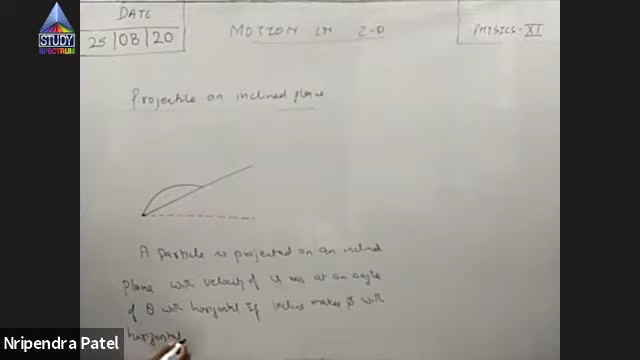 DATE
25/08/20
STUDY SPECTRUM
MOTION IN 2-D
PHYSICS-XI
Projectile on inclined plane
A particle is projected on an inclined
plane with velocity of u m/s at an angle
of θ with horizontal If incline makes ϕ with
horizontal
Nripendra Patel